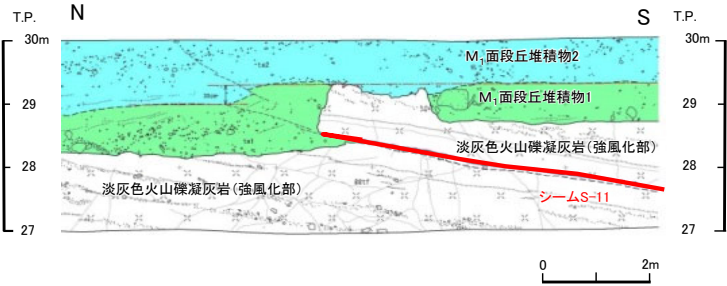 T.P.
N
S
T.P.
30m
30m
M₁面段丘堆積物2
29
M₁面段丘堆積物1
29
淡灰色火山礫凝灰岩(強風化部)
28
28
淡灰色火山礫凝灰岩(強風化部)
シームS-11
27
27
0
2m